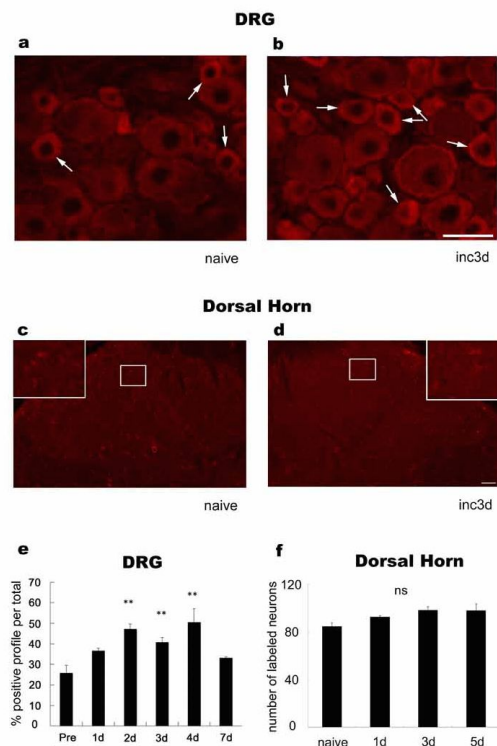 DRG
a
b
naive
inc3d
Dorsal Horn
c
d
naive
inc3d
e
DRG
% positive profile per total
70
60
50
40
30
20
10
0
**
**
**
Pre 1d 2d 3d 4d 7d
f
Dorsal Horn
number of labeled neurons
120
80
40
0
ns
naive 1d 3d 5d